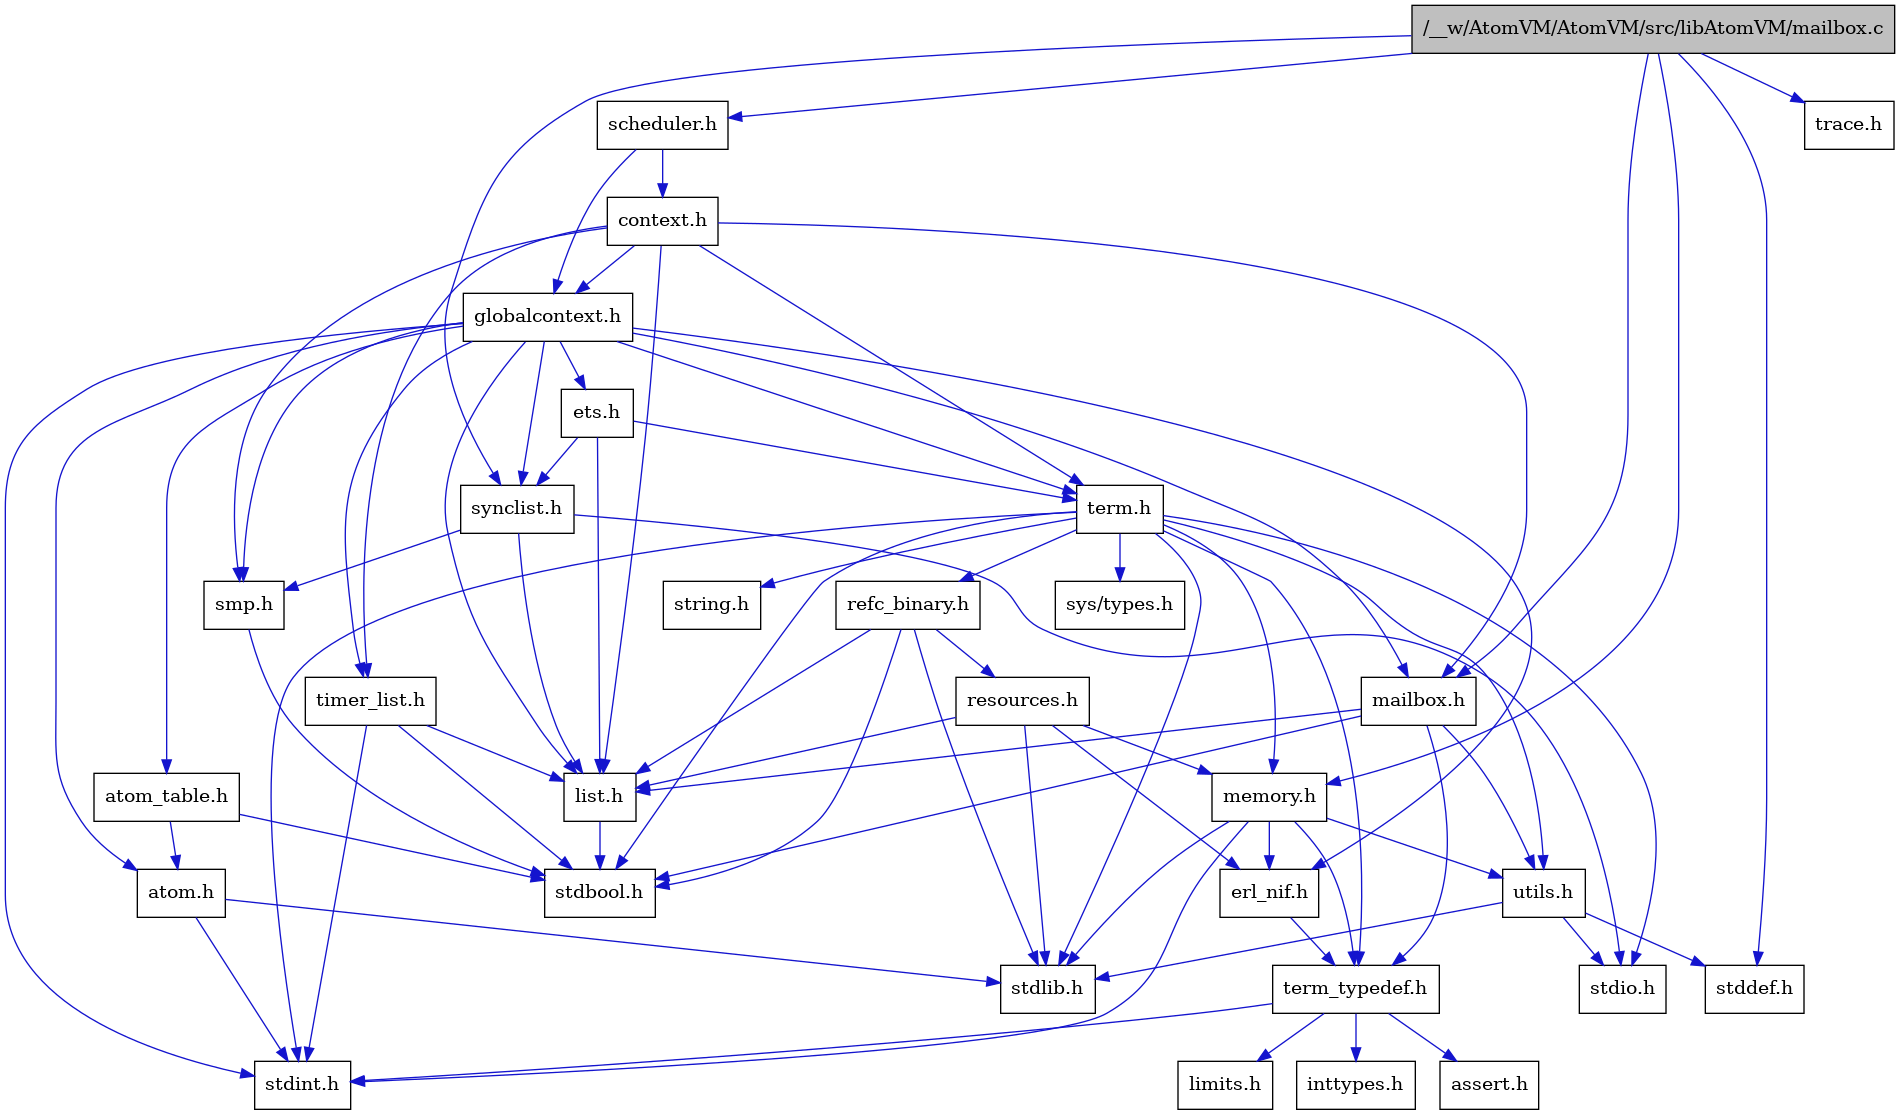 /__w/AtomVM/AtomVM/src/libAtomVM/mailbox.c
scheduler.h
trace.h
context.h
globalcontext.h
ets.h
synclist.h
term.h
smp.h
string.h
refc_binary.h
sys/types.h
timer_list.h
resources.h
mailbox.h
atom_table.h
list.h
memory.h
atom.h
stdbool.h
erl_nif.h
utils.h
stdlib.h
term_typedef.h
stdio.h
stddef.h
stdint.h
limits.h
inttypes.h
assert.h